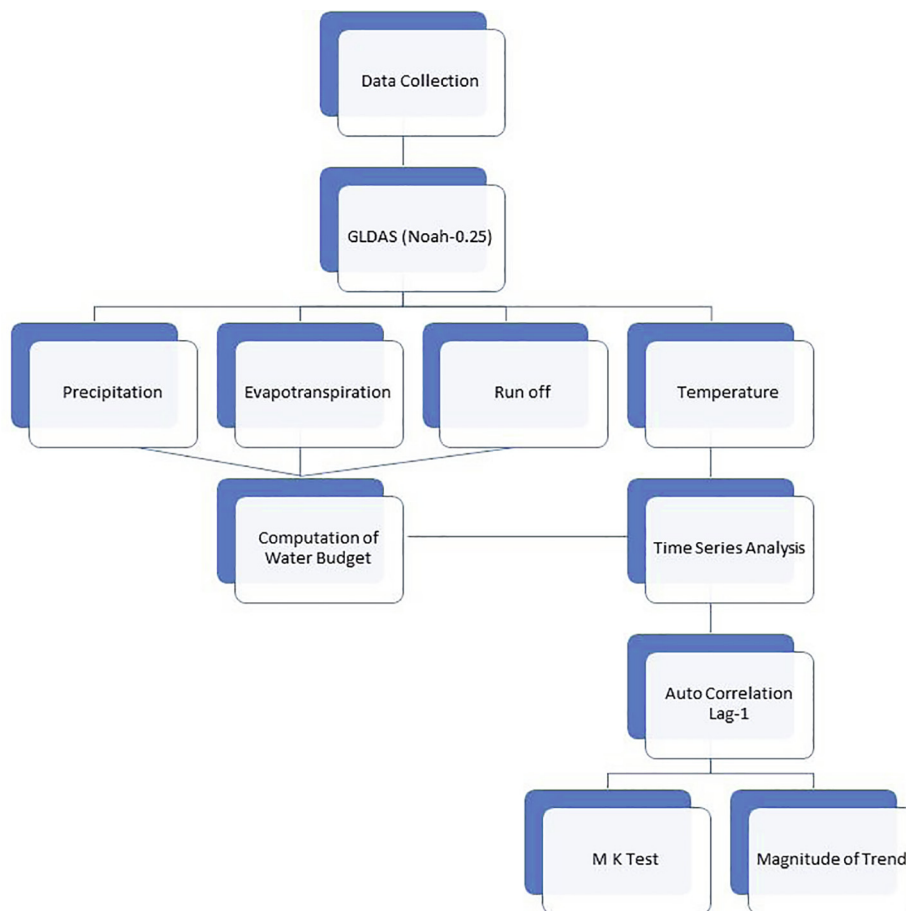 Data Collection
GLDAS (Noah-0.25)
Precipitation
Evapotranspiration
Run off
Temperature
Computation of
Water Budget
Time Series Analysis
Auto Correlation
Lag-1
M K Test
Magnitude of Trend